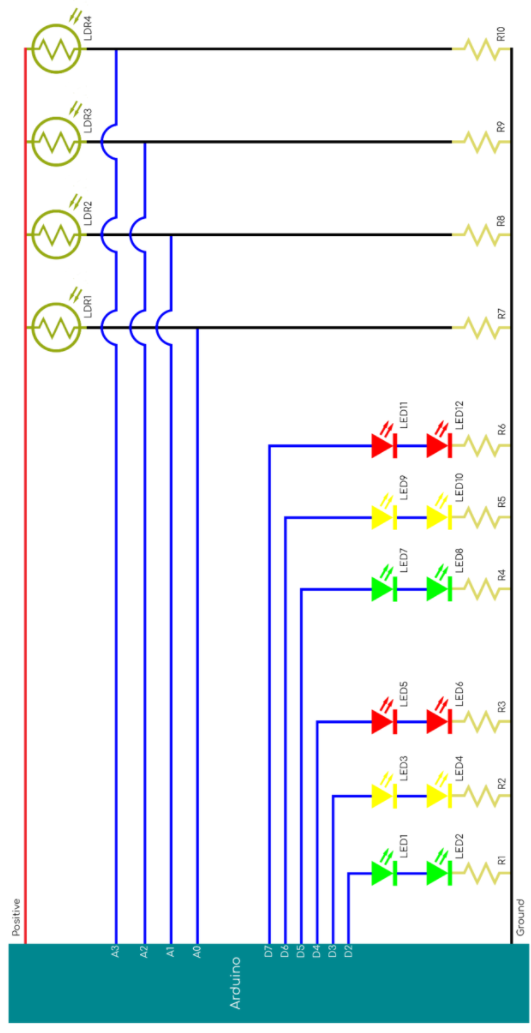 LDR4
R10
LDR3
R9
LDR2
R8
LDR1
R7
LED11
LED12
R6
LED9
LED10
R5
LED7
LED8
R4
LED5
LED6
R3
LED3
LED4
R2
LED1
LED2
R1
Positive
Ground
A3
A2
A1
A0
D7
D6
D5
D4
D3
D2
Arduino